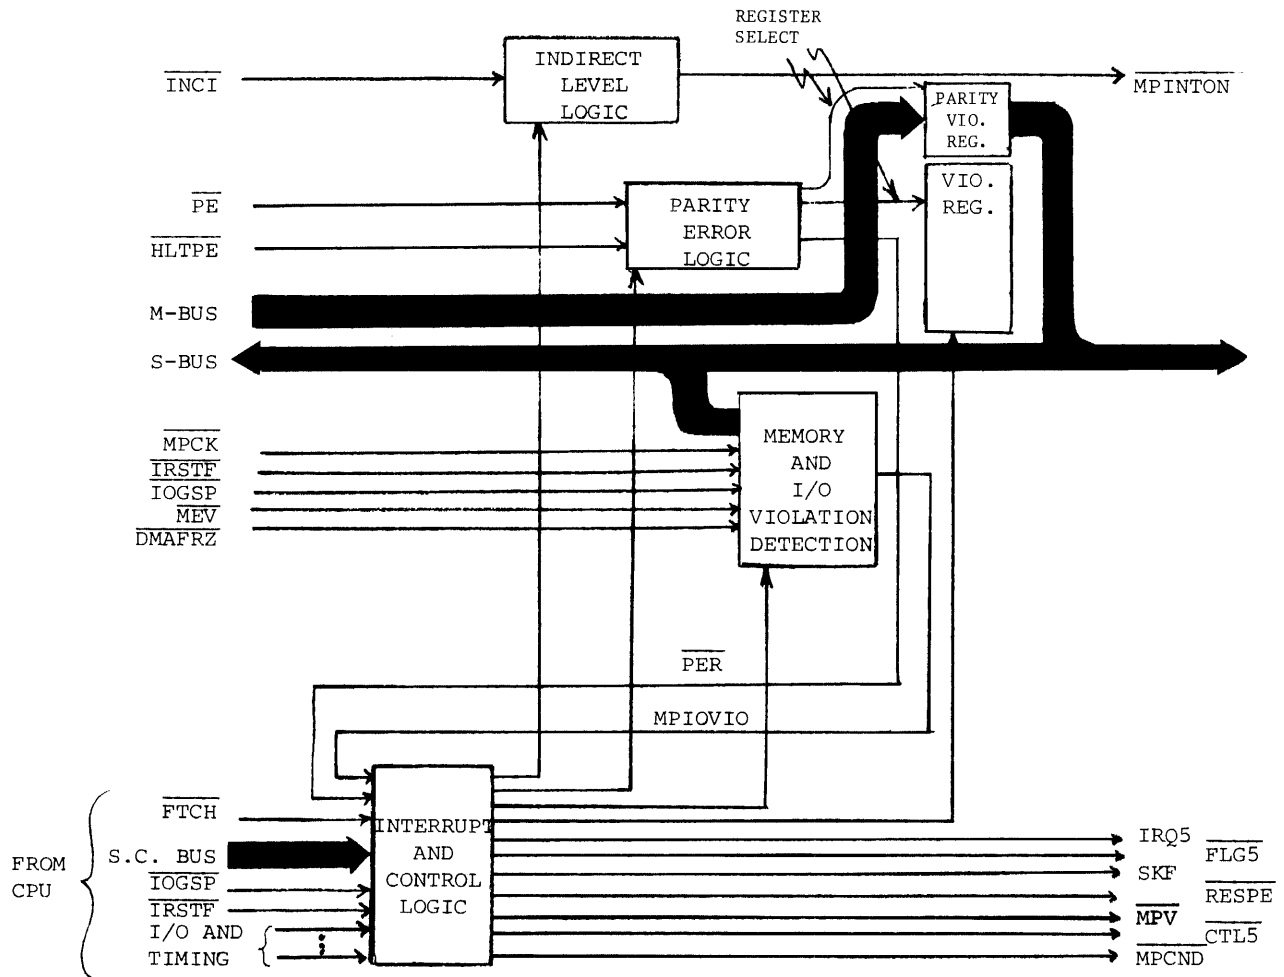 REGISTER
SELECT
INDIRECT
LEVEL
LOGIC
INCI
MPINTON
PARITY
VIO.
REG.
VIO.
REG.
PE
PARITY
ERROR
LOGIC
HLTPE
M-BUS
S-BUS
MPCK
IRSTF
IOGSP
MEV
DMAFRZ
MEMORY
AND
I/O
VIOLATION
DETECTION
PER
MPIOVIO
FROM
CPU
FTCH
S.C. BUS
IOGSP
IRSTF
I/O AND
TIMING
INTERRUPT
AND
CONTROL
LOGIC
IRQ5
FLG5
SKF
RESPE
MPV
CTL5
MPCND